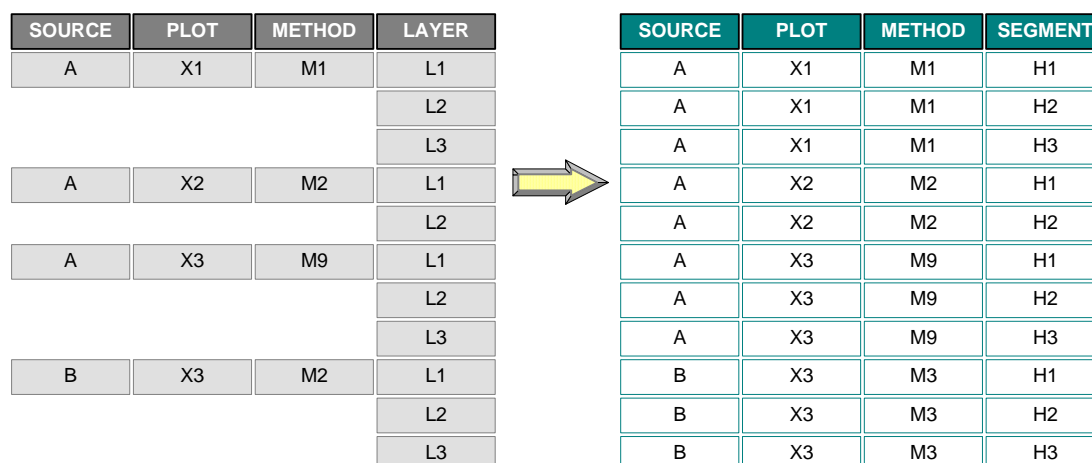 SOURCE PLOT METHOD LAYER SOURCE PLOT METHOD SEGMENT
A X1 M1 L1 A X1 M1 H1
L2 A X1 M1 H2
L3 A X1 M1 H3
A X2 M2 L1 A X2 M2 H1
L2 A X2 M2 H2
A X3 M9 L1 A X3 M9 H1
L2 A X3 M9 H2
L3 A X3 M9 H3
B X3 M2 L1 B X3 M3 H1
L2 B X3 M3 H2
L3 B X3 M3 H3